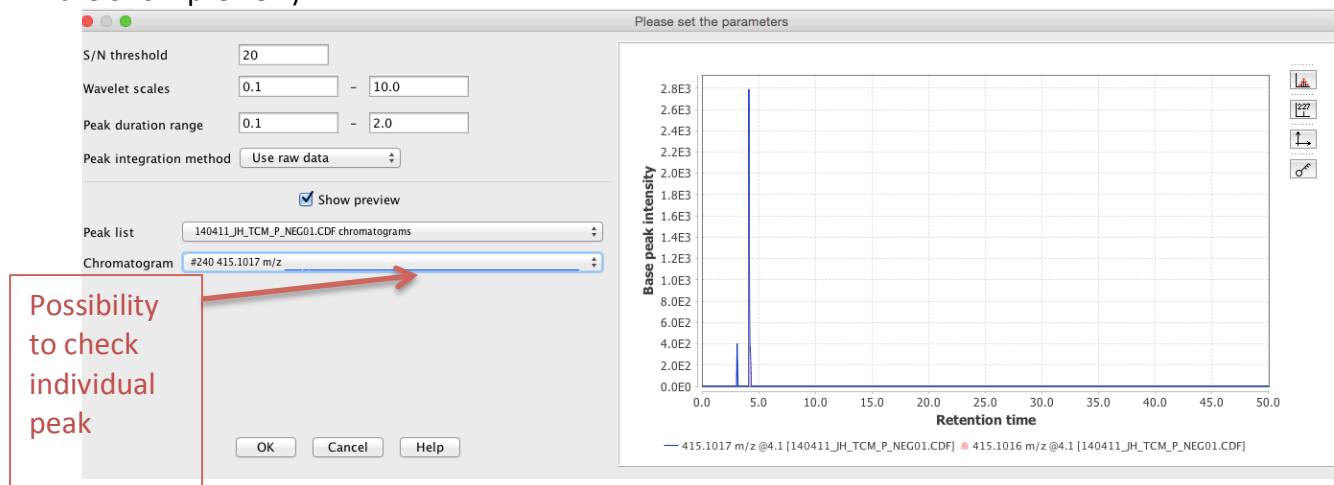 Please set the parameters
S/N threshold 20
Wavelet scales 0.1 - 10.0
Peak duration range 0.1 - 2.0
Peak integration method Use raw data
Show preview
Peak list 140411_JH_TCM_P_NEG01.CDF chromatograms
Chromatogram #240 415.1017 m/z
Possibility
to check
individual
peak
OK Cancel Help
Base peak intensity
2.8E3
2.6E3
2.4E3
2.2E3
2.0E3
1.8E3
1.6E3
1.4E3
1.2E3
1.0E3
8.0E2
6.0E2
4.0E2
2.0E2
0.0E0
0.0 5.0 10.0 15.0 20.0 25.0 30.0 35.0 40.0 45.0 50.0
Retention time
415.1017 m/z @4.1 [140411_JH_TCM_P_NEG01.CDF] 415.1016 m/z @4.1 [140411_JH_TCM_P_NEG01.CDF]
227